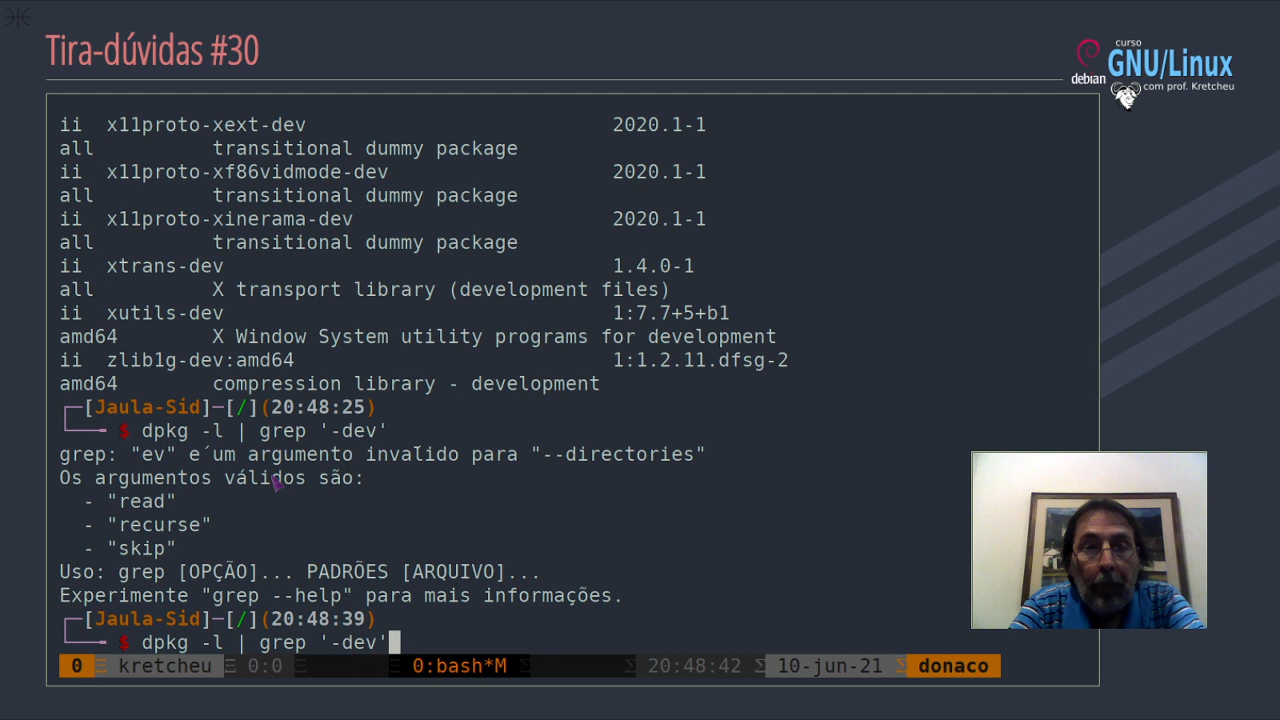 Tira-dúvidas #30
curso
GNU/Linux
debian
com prof. Kretcheu
ii  x11proto-xext-dev                          2020.1-1
all          transitional dummy package
ii  x11proto-xf86vidmode-dev                   2020.1-1
all          transitional dummy package
ii  x11proto-xinerama-dev                      2020.1-1
all          transitional dummy package
ii  xtrans-dev                                 1.4.0-1
all          X transport library (development files)
ii  xutils-dev                                 1:7.7+5+b1
amd64        X Window System utility programs for development
ii  zlib1g-dev:amd64                           1:1.2.11.dfsg-2
amd64        compression library - development
┌─[Jaula-Sid]─[/](20:48:25)
└── $ dpkg -l | grep '-dev'
grep: "ev" e ́um argumento inválido para "--directories"
Os argumentos válidos são:
  - "read"
  - "recurse"
  - "skip"
Uso: grep [OPÇÃO]... PADRÕES [ARQUIVO]...
Experimente "grep --help" para mais informações.
┌─[Jaula-Sid]─[/](20:48:39)
└── $ dpkg -l | grep '-dev'
0 Ξ kretcheu Ξ 0:0 Ξ 0:bash*M Σ 20:48:42 Σ 10-jun-21 Σ donaco